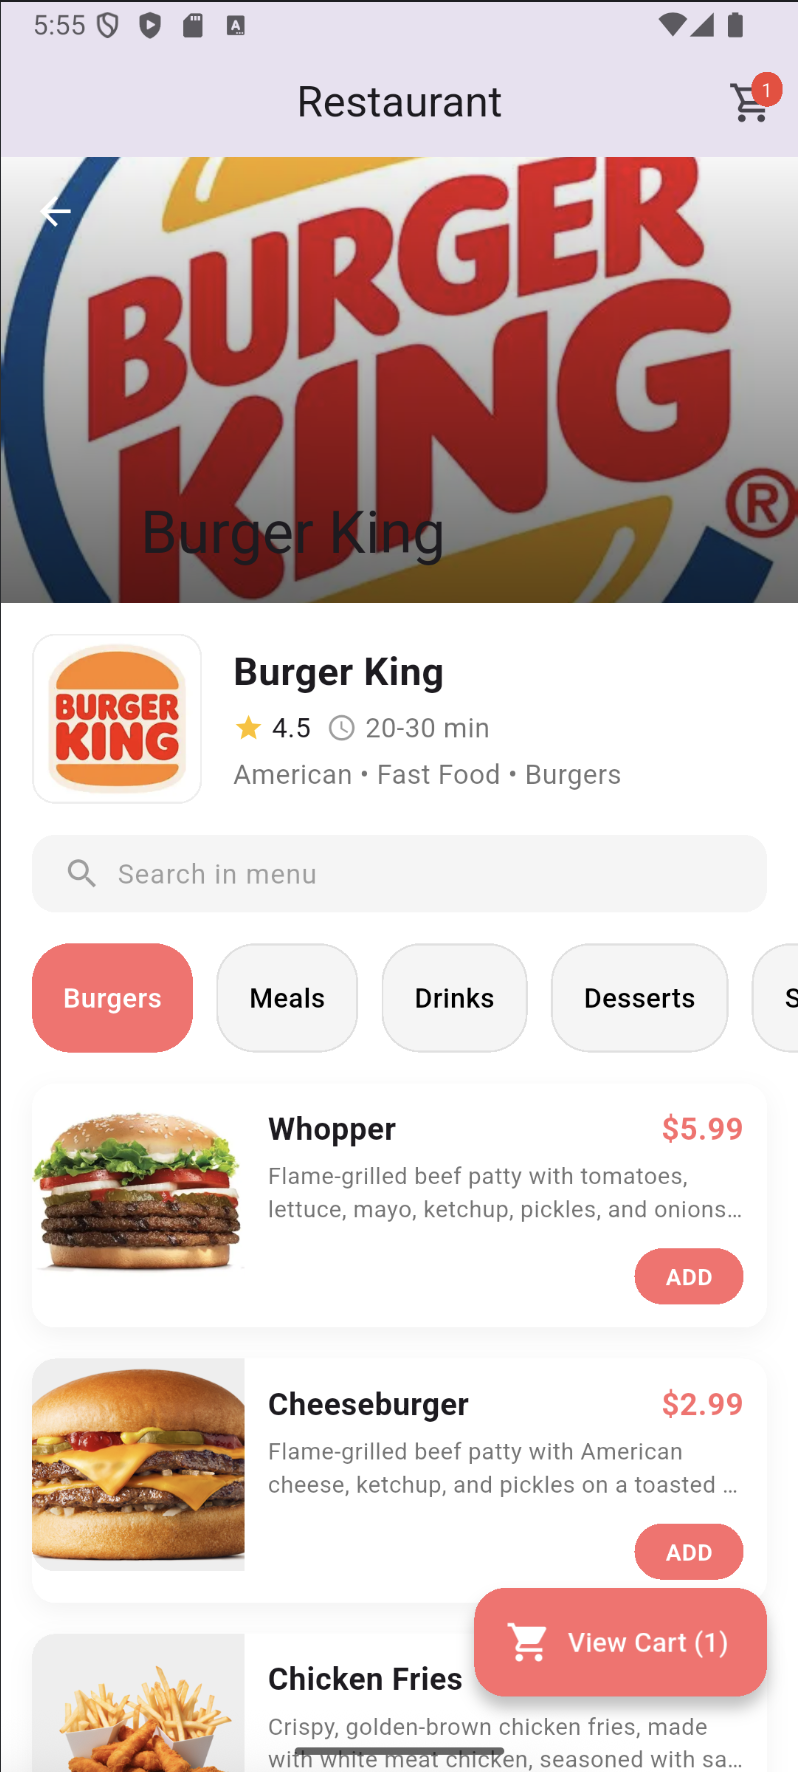 5:55
A
Restaurant
1
BURGER
KING
®
Burger King
BURGER
KING
Burger King
4.5
20-30 min
American • Fast Food • Burgers
Search in menu
Burgers
Meals
Drinks
Desserts
S
Whopper
$5.99
Flame-grilled beef patty with tomatoes,
lettuce, mayo, ketchup, pickles, and onions...
ADD
Cheeseburger
$2.99
Flame-grilled beef patty with American
cheese, ketchup, and pickles on a toasted ...
ADD
View Cart (1)
Chicken Fries
Crispy, golden-brown chicken fries, made
with white meat chicken, seasoned with sa...